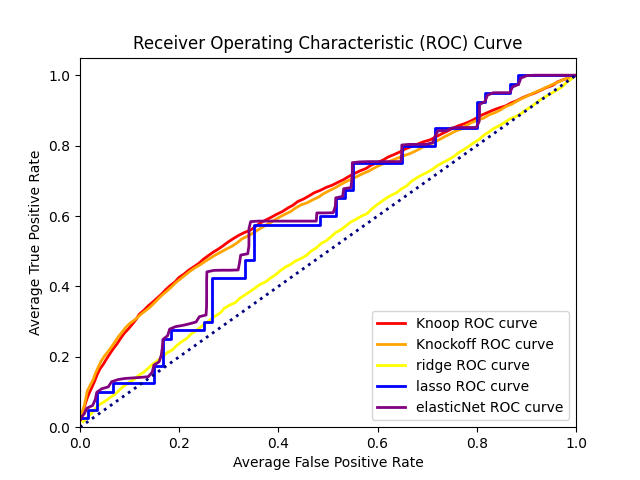 Receiver Operating Characteristic (ROC) Curve
Average True Positive Rate
1.0
0.8
0.6
0.4
0.2
0.0
Knoop ROC curve
Knockoff ROC curve
ridge ROC curve
lasso ROC curve
elasticNet ROC curve
0.0 0.2 0.4 0.6 0.8 1.0
Average False Positive Rate